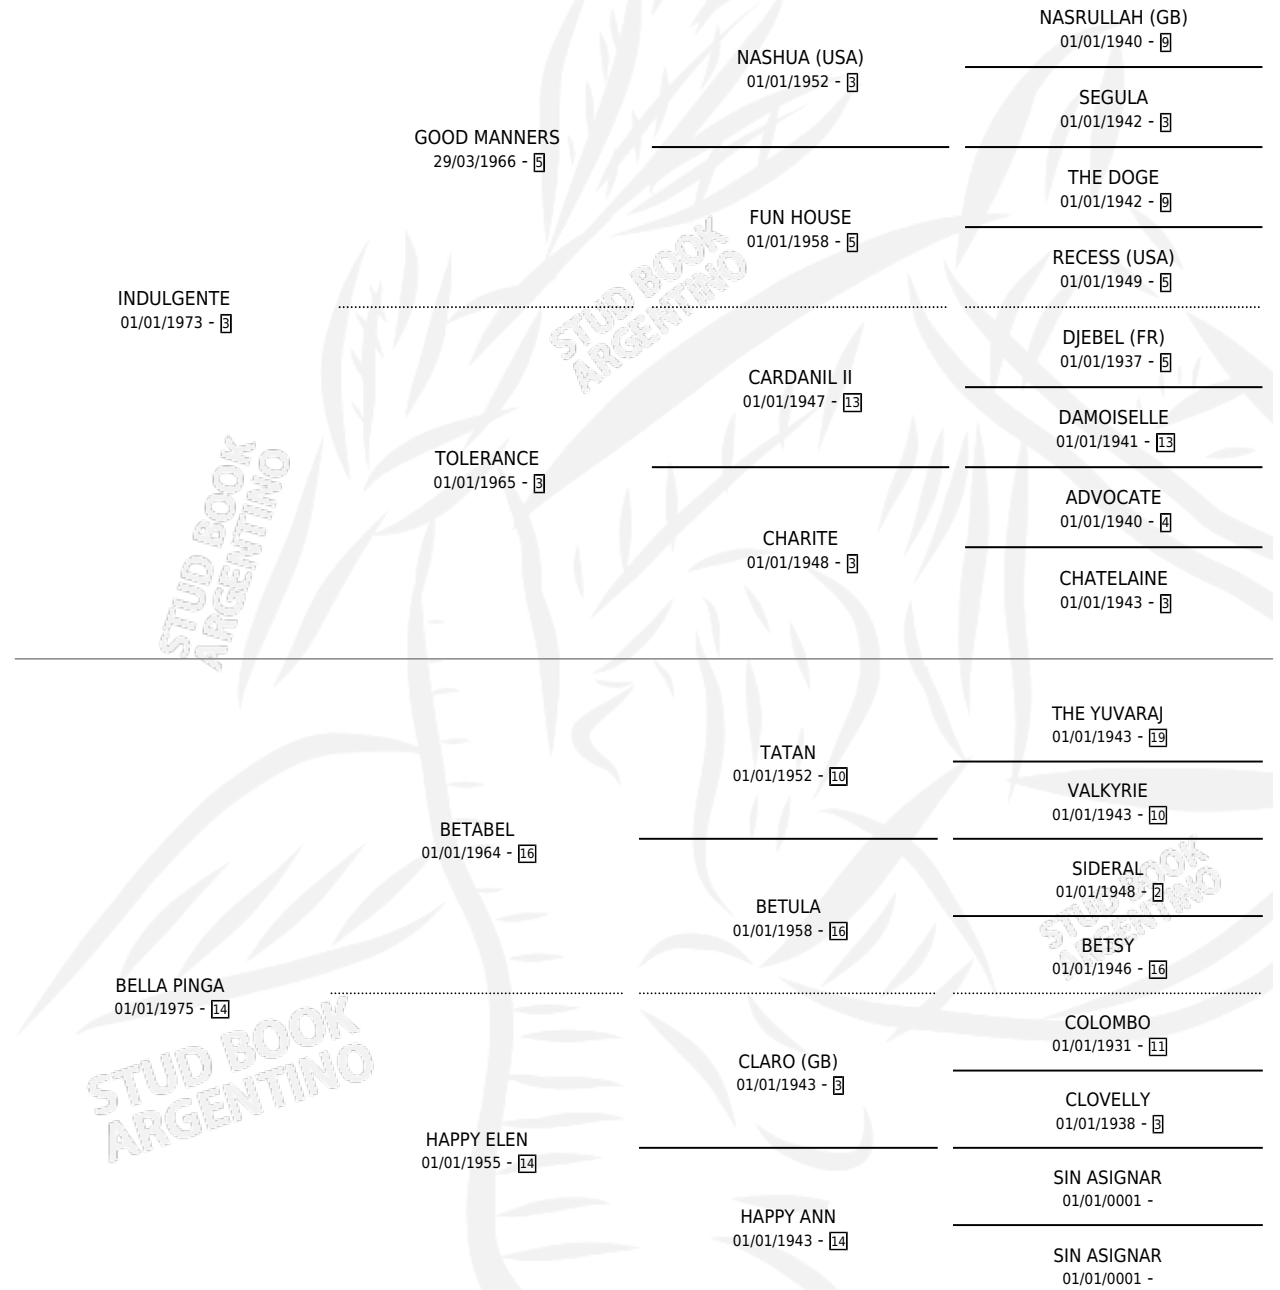 NASRULLAH (GB)
01/01/1940 - 9
NASHUA (USA)
01/01/1952 - 3
SEGULA
01/01/1942 - 3
GOOD MANNERS
29/03/1966 - 5
THE DOGE
01/01/1942 - 9
FUN HOUSE
01/01/1958 - 5
RECESS (USA)
01/01/1949 - 5
INDULGENTE
01/01/1973 - 3
DJEBEL (FR)
01/01/1937 - 5
CARDANIL II
01/01/1947 - 13
DAMOISELLE
01/01/1941 - 13
TOLERANCE
01/01/1965 - 3
ADVOCATE
01/01/1940 - 4
CHARITE
01/01/1948 - 3
CHATELAINE
01/01/1943 - 3
THE YUVARAJ
01/01/1943 - 19
TATAN
01/01/1952 - 10
VALKYRIE
01/01/1943 - 10
BETABEL
01/01/1964 - 16
SIDERAL
01/01/1948 - 2
BETULA
01/01/1958 - 16
BETSY
01/01/1946 - 16
BELLA PINGA
01/01/1975 - 14
COLOMBO
01/01/1931 - 11
CLARO (GB)
01/01/1943 - 3
CLOVELLY
01/01/1938 - 3
HAPPY ELEN
01/01/1955 - 14
SIN ASIGNAR
01/01/0001 -
HAPPY ANN
01/01/1943 - 14
SIN ASIGNAR
01/01/0001 -
STUD BOOK
ARGENTINO
STUD BOOK
ARGENTINO
STUD BOOK
ARGENTINO
STUD BOOK
ARGENTINO